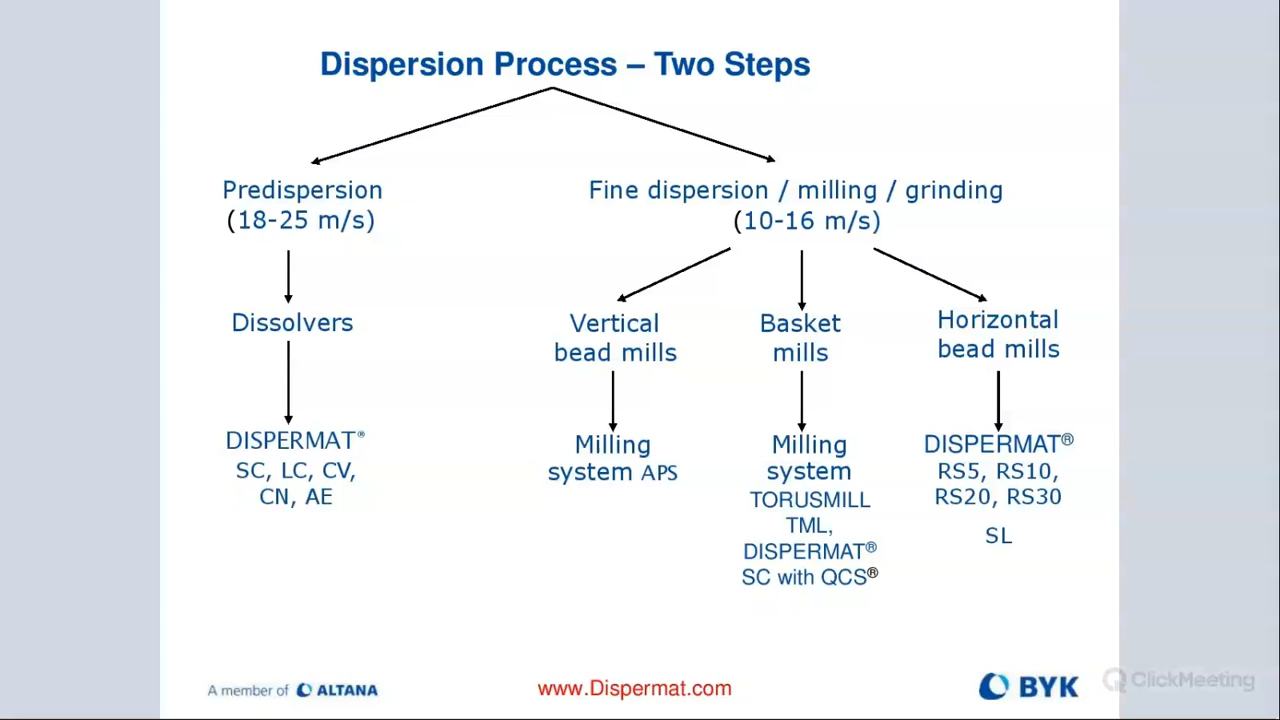 Dispersion Process – Two Steps
Predispersion
(18-25 m/s)
Fine dispersion / milling / grinding
(10-16 m/s)
Dissolvers
Vertical
bead mills
Basket
mills
Horizontal
bead mills
DISPERMAT®
SC, LC, CV,
CN, AE
Milling
system APS
Milling
system
TORUSMILL
TML,
DISPERMAT®
SC with QCS®
DISPERMAT®
RS5, RS10,
RS20, RS30
SL
A member of ALTANA
www.Dispermat.com
BYK
ClickMeeting